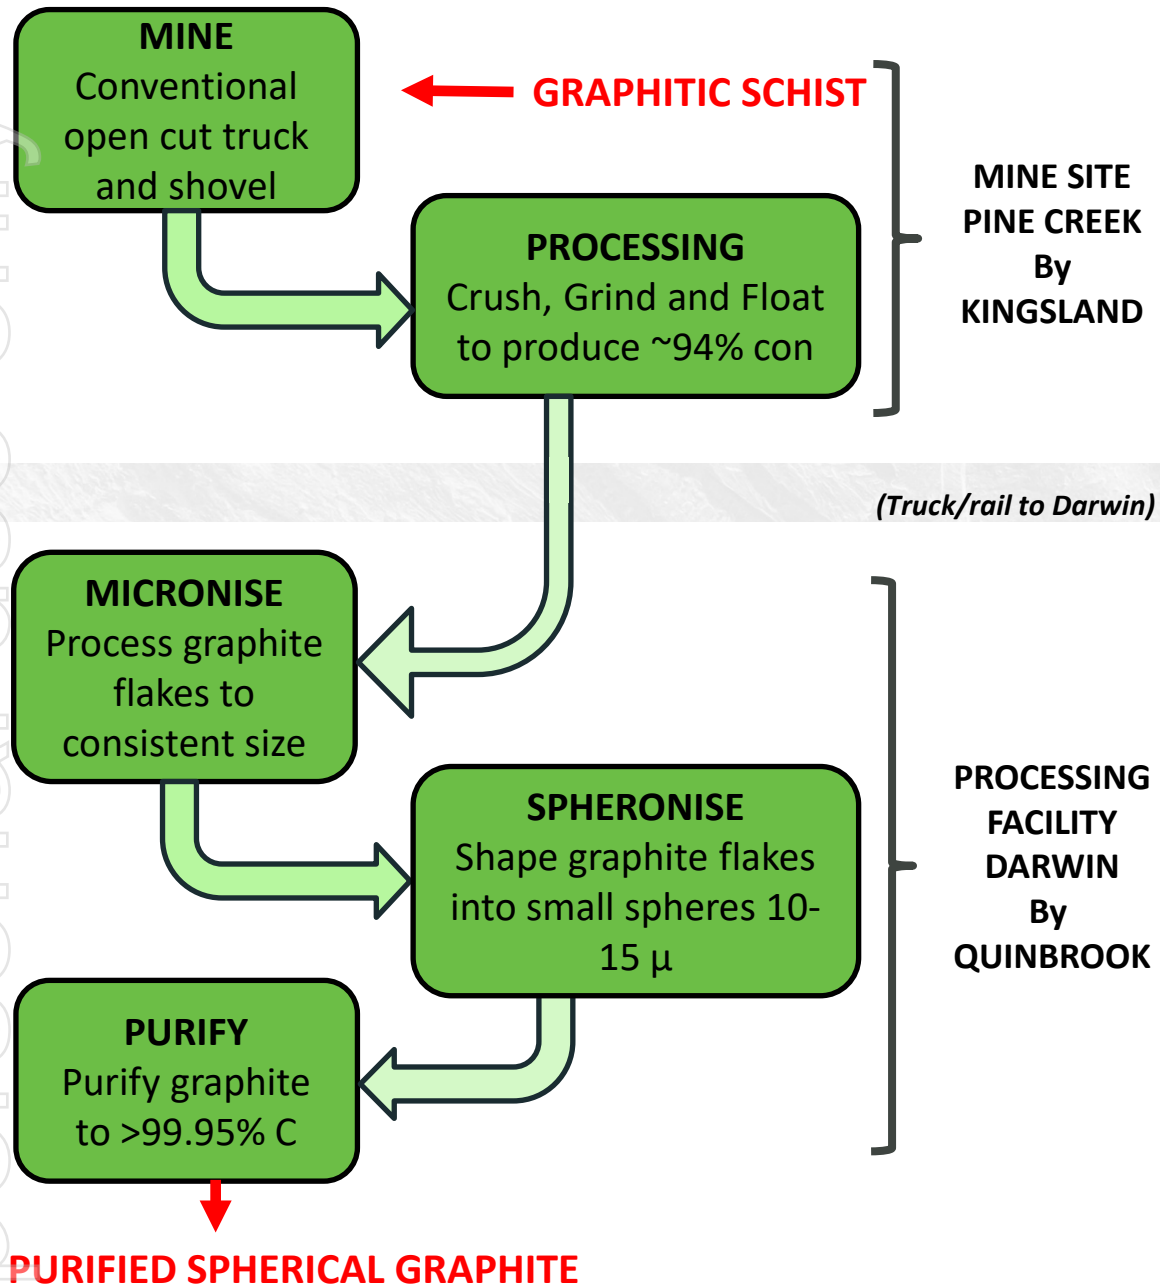 MINE
Conventional
open cut truck
and shovel
GRAPHITIC SCHIST
PROCESSING
Crush, Grind and Float
to produce ~94% con
MINE SITE
PINE CREEK
By
KINGSLAND
(Truck/rail to Darwin)
MICRONISE
Process graphite
flakes to
consistent size
SPHERONISE
Shape graphite flakes
into small spheres 10-
15 µ
PROCESSING
FACILITY
DARWIN
By
QUINBROOK
PURIFY
Purify graphite
to >99.95% C
PURIFIED SPHERICAL GRAPHITE